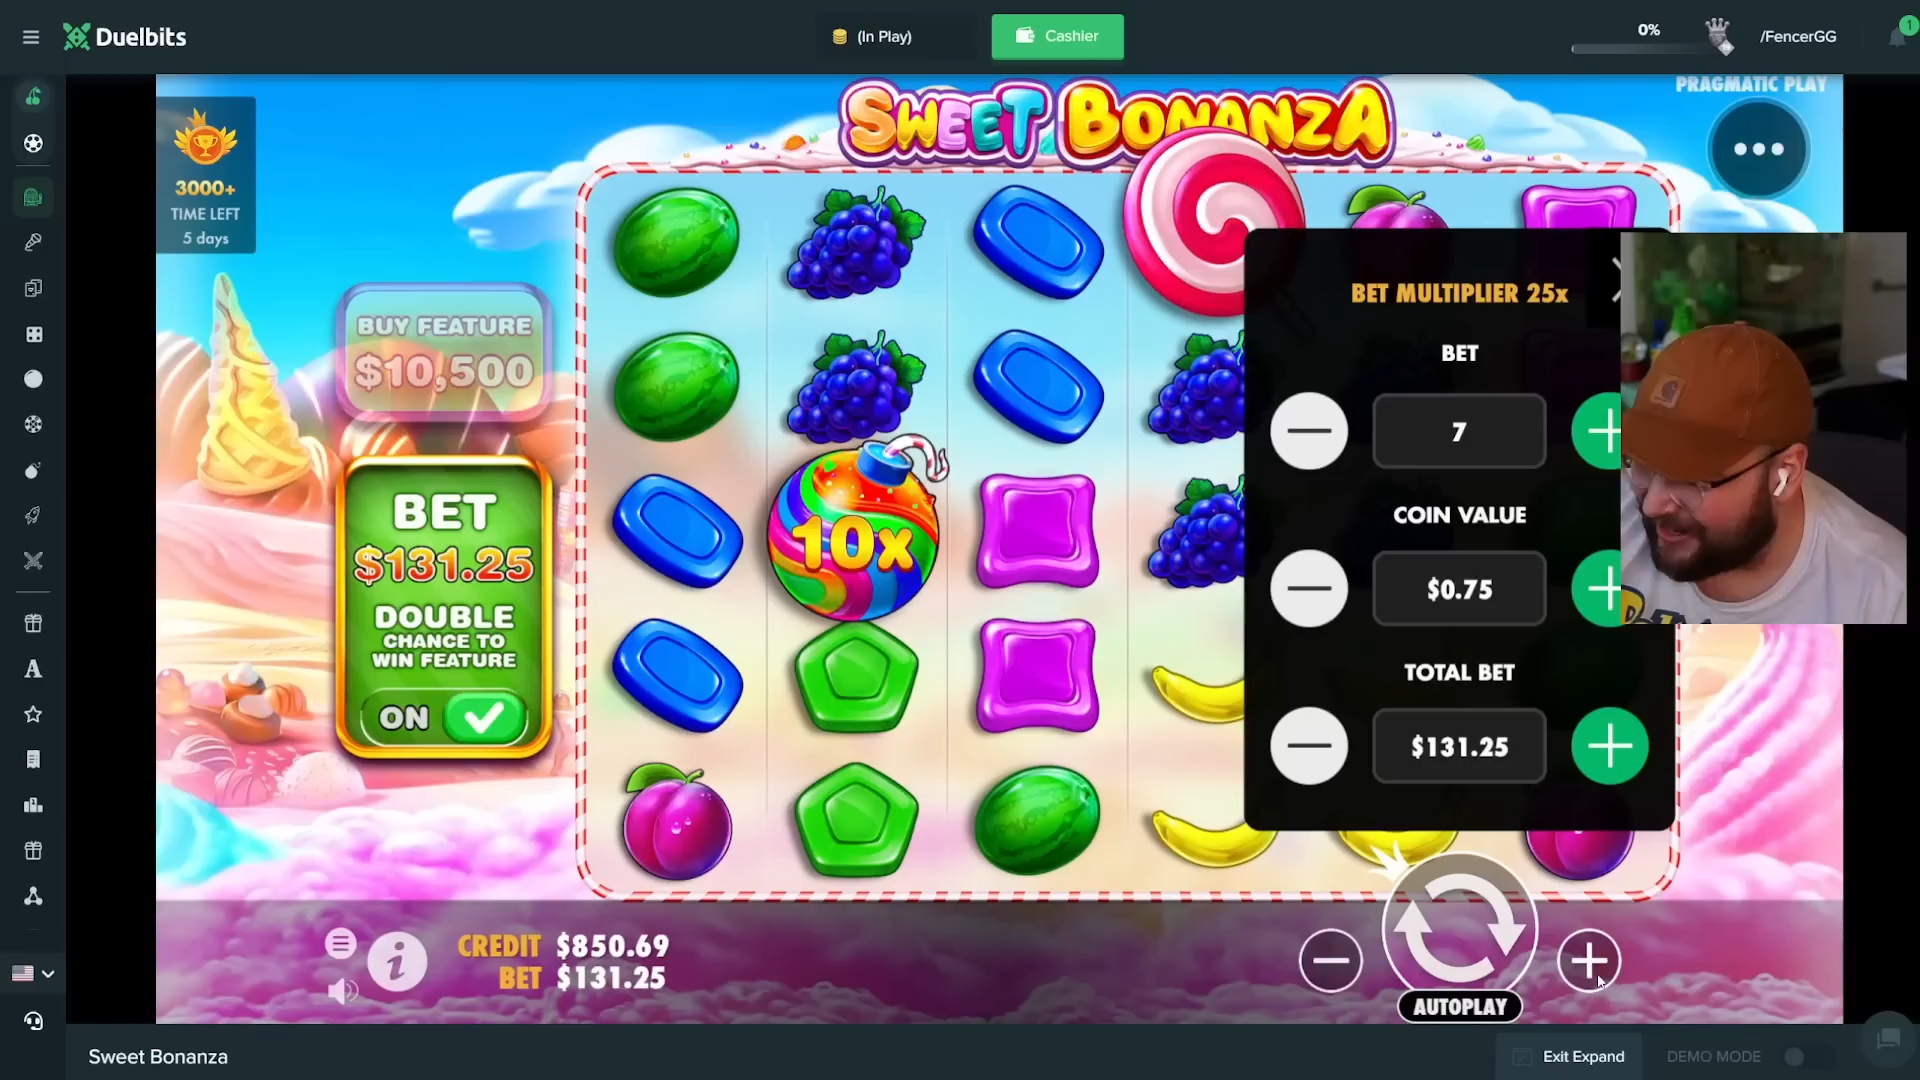 Duelbits
(In Play)
Cashier
0%
19
/FencerGG
1
PRAGMATIC PLAY
SWEET BONANZA
3000+
TIME LEFT
5 days
BUY FEATURE
$10,500
BET
$131.25
DOUBLE
CHANCE TO
WIN FEATURE
ON
10x
BET MULTIPLIER 25x
BET
7
COIN VALUE
$0.75
TOTAL BET
$131.25
CREDIT $850.69
BET $131.25
AUTOPLAY
Sweet Bonanza
Exit Expand
DEMO MODE